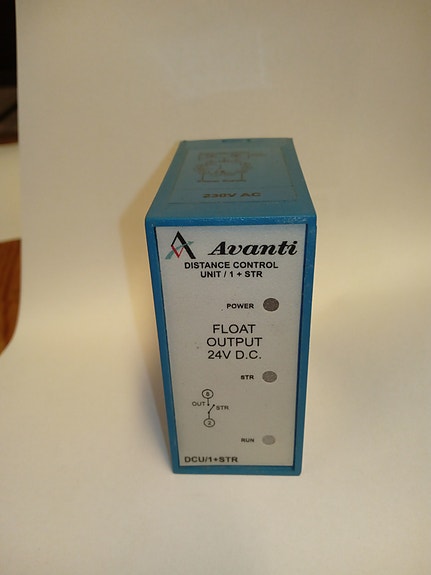 230V AC
Avanti
DISTANCE CONTROL
UNIT / 1 + STR
POWER
FLOAT
OUTPUT
24V D.C.
STR
6
OUT STR
RUN
DCU/1+STR